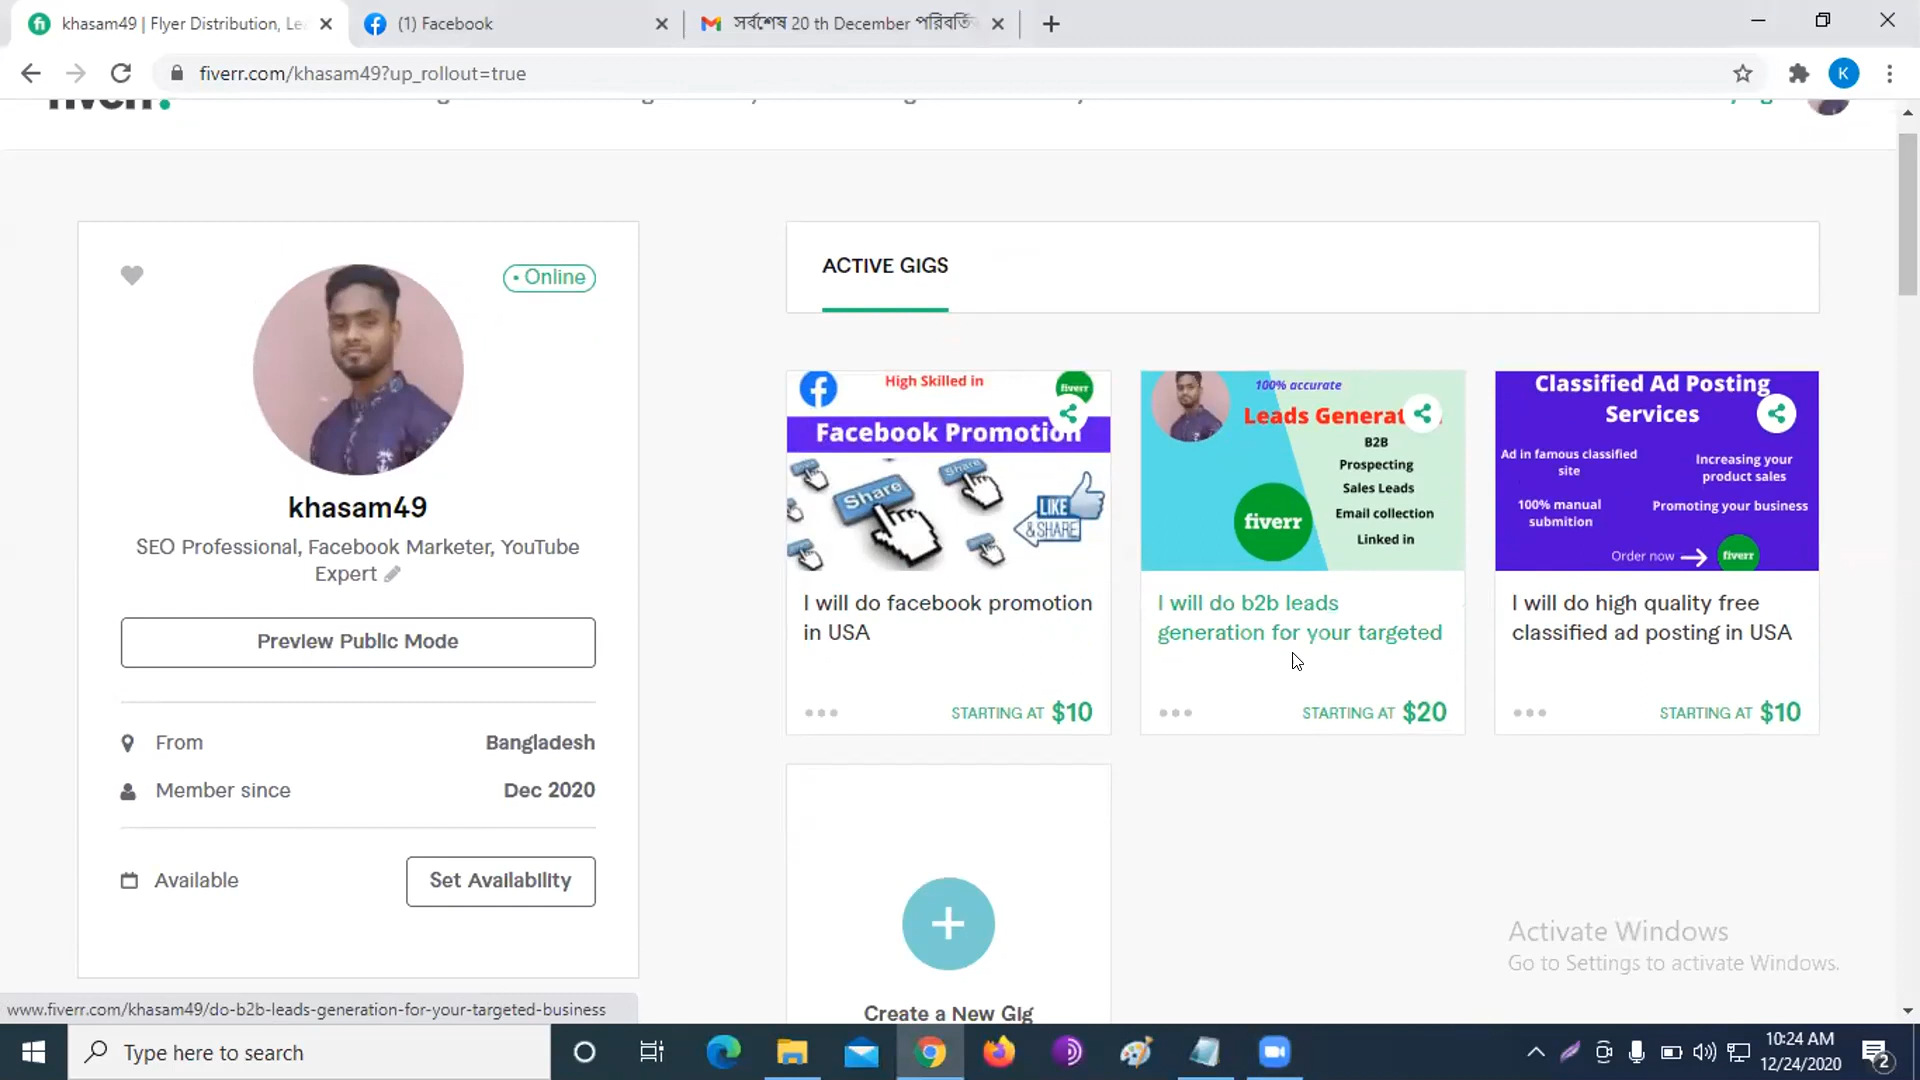 khasam49 | Flyer Distribution, Le
(1) Facebook
সর্বশেষ 20 th December পরিবর্তি
fiverr.com/khasam49?up_rollout=true
K
fiverr.
Online
khasam49
SEO Professional, Facebook Marketer, YouTube
Expert
Preview Public Mode
From
Bangladesh
Member since
Dec 2020
Available
Set Availability
ACTIVE GIGS
High Skilled in
fiverr
Facebook Promotion
Share
Share
Share
LIKE
& SHARE
I will do facebook promotion
in USA
STARTING AT $10
100% accurate
Leads Generat
B2B
Prospecting
Sales Leads
Email collection
Linked in
fiverr
I will do b2b leads
generation for your targeted
STARTING AT $20
Classified Ad Posting
Services
Ad in famous classified
site
Increasing your
product sales
100% manual
submition
Promoting your business
Order now
fiverr
I will do high quality free
classified ad posting in USA
STARTING AT $10
Create a New Gig
Activate Windows
Go to Settings to activate Windows.
www.fiverr.com/khasam49/do-b2b-leads-generation-for-your-targeted-business
Type here to search
10:24 AM
12/24/2020
2